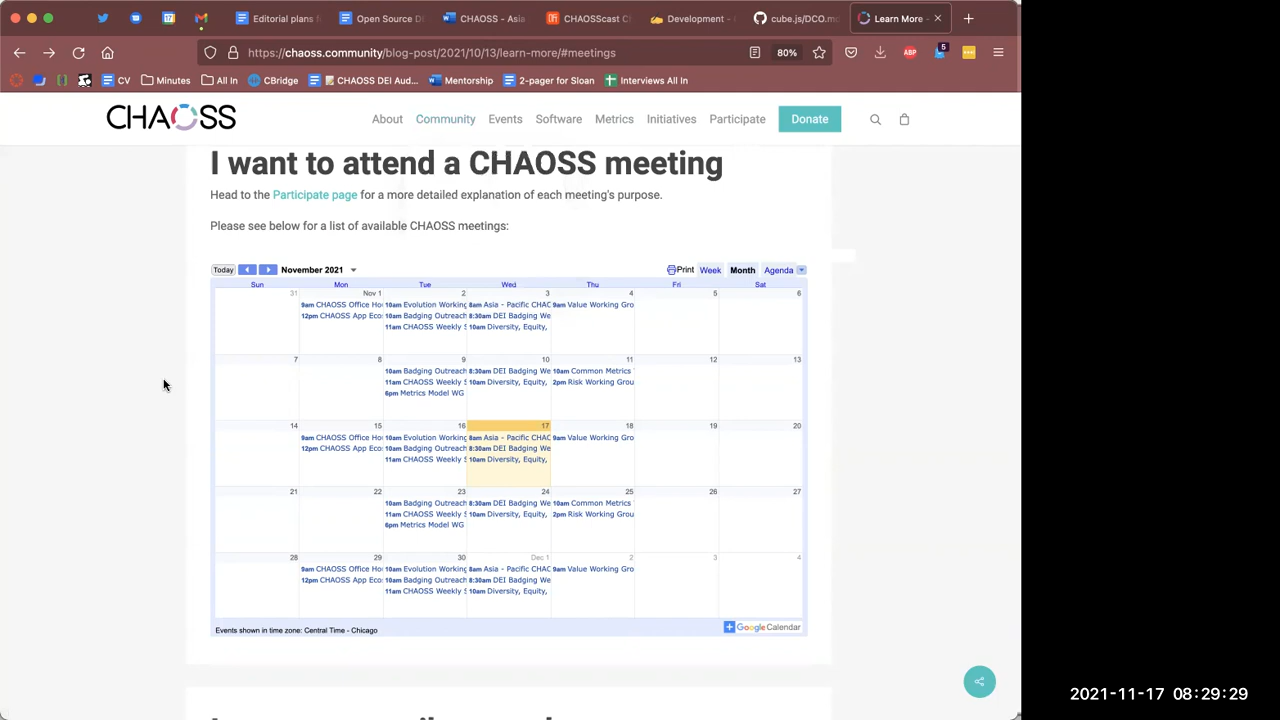 Editorial plans
Open Source D
CHAOSS - Asia
CHAOSScast C
Development -
cube.js/DCO.m
Learn More -
https://chaoss.community/blog-post/2021/10/13/learn-more/#meetings
80%
ABP
5
CV
Minutes
All In
CBridge
CHAOSS DEI Aud...
Mentorship
2-pager for Sloan
Interviews All In
CHAOSS
About
Community
Events
Software
Metrics
Initiatives
Participate
Donate
I want to attend a CHAOSS meeting
Head to the Participate page for a more detailed explanation of each meeting's purpose.
Please see below for a list of available CHAOSS meetings:
Today
November 2021
Print
Week
Month
Agenda
Sun Mon Tue Wed Thu Fri Sat
31 Nov 1 2 3 4 5 6
9am CHAOSS Office Ho 10am Evolution Working 8am Asia - Pacific CHAC 9am Value Working Gro
12pm CHAOSS App Eco 10am Badging Outreach 8:30am DEI Badging We
11am CHAOSS Weekly S 10am Diversity, Equity,
7 8 9 10 11 12 13
10am Badging Outreach 8:30am DEI Badging We 10am Common Metrics
11am CHAOSS Weekly S 10am Diversity, Equity, 2pm Risk Working Grou
6pm Metrics Model WG
14 15 16 17 18 19 20
9am CHAOSS Office Ho 10am Evolution Working 8am Asia - Pacific CHAC 9am Value Working Gro
12pm CHAOSS App Eco 10am Badging Outreach 8:30am DEI Badging We
11am CHAOSS Weekly S 10am Diversity, Equity,
21 22 23 24 25 26 27
10am Badging Outreach 8:30am DEI Badging We 10am Common Metrics
11am CHAOSS Weekly S 10am Diversity, Equity, 2pm Risk Working Grou
6pm Metrics Model WG
28 29 30 Dec 1 2 3 4
9am CHAOSS Office Ho 10am Evolution Working 8am Asia - Pacific CHAC 9am Value Working Gro
12pm CHAOSS App Eco 10am Badging Outreach 8:30am DEI Badging We
11am CHAOSS Weekly S 10am Diversity, Equity,
Events shown in time zone: Central Time - Chicago
Google Calendar
2021-11-17 08:29:29